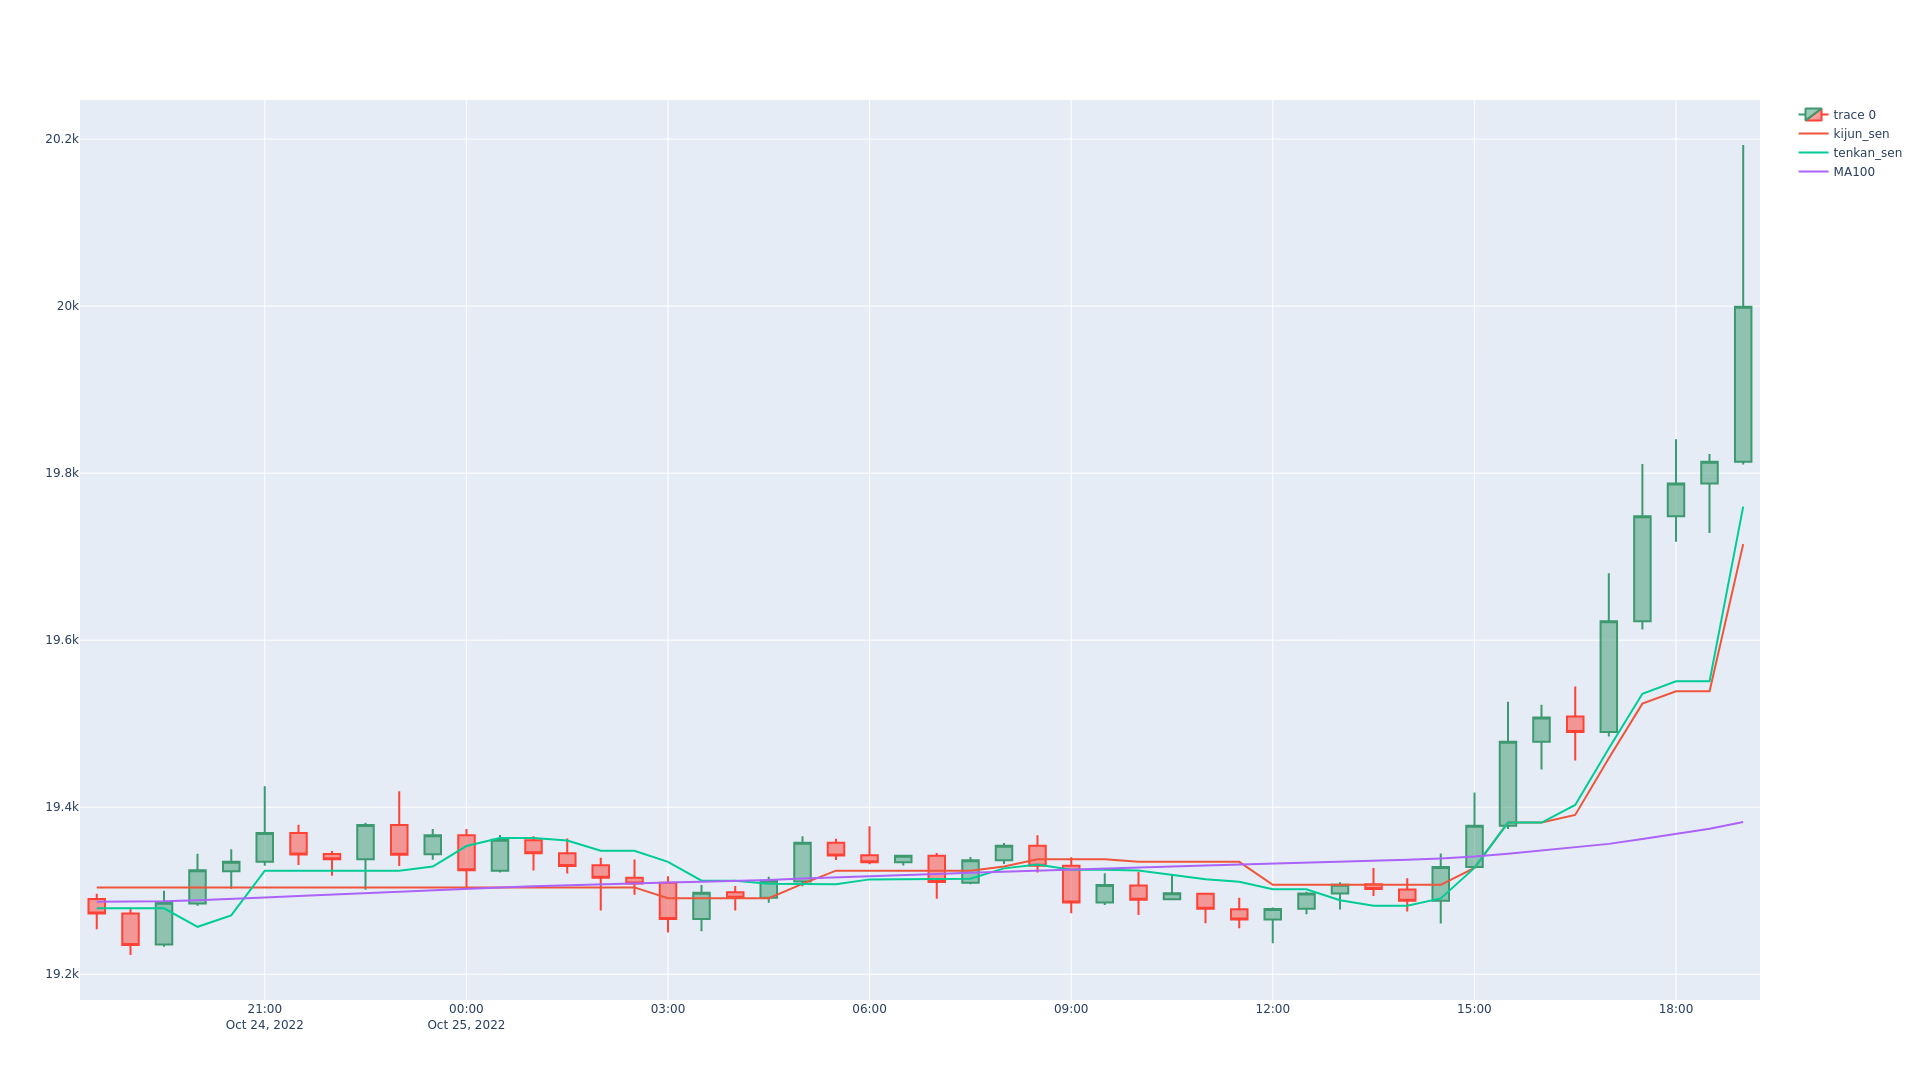 20.2k
20k
19.8k
19.6k
19.4k
19.2k
21:00
Oct 24, 2022
00:00
Oct 25, 2022
03:00
06:00
09:00
12:00
15:00
18:00
trace 0
kijun_sen
tenkan_sen
MA100